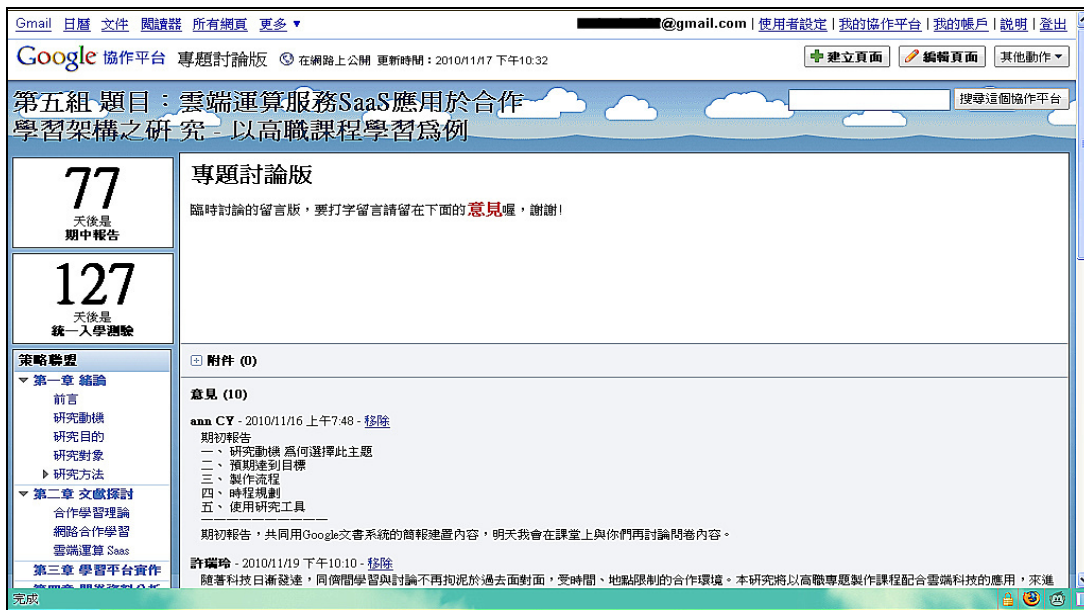 Gmail 日曆 文件 閱讀器 所有網頁 更多 ▼
@gmail.com | 使用者設定 | 我的協作平台 | 我的帳戶 | 說明 | 登出
Google 協作平台 專題討論版 在網路上公開 更新時間：2010/11/17 下午10:32
建立頁面 編輯頁面 其他動作
第五組 題目：雲端運算服務SaaS應用於合作
學習架構之研 究 - 以高職課程學習為例
搜尋這個協作平台
77
天後是
期中報告
127
天後是
統一入學測驗
專題討論版
臨時討論的留言版，要打字留言請留在下面的意見喔，謝謝!
策略聯盟
第一章 緒論
前言
研究動機
研究目的
研究對象
研究方法
第二章 文獻探討
合作學習理論
網路合作學習
雲端運算 Saas
第三章 學習平台實作
附件 (0)
意見 (10)
ann CY - 2010/11/16 上午7:48 - 移除
期初報告
一、 研究動機 為何選擇此主題
二、 預期達到目標
三、 製作流程
四、 時程規劃
五、 使用研究工具
——————————
期初報告，共同用Google文書系統的簡報建置內容，明天我會在課堂上與你們再討論問卷內容。
許瑞玲 - 2010/11/19 下午10:10 - 移除
隨著科技日漸發達，同儕間學習與討論不再拘泥於過去面對面，受時間、地點限制的合作環境。本研究將以高職專題製作課程配合雲端科技的應用，來進
完成